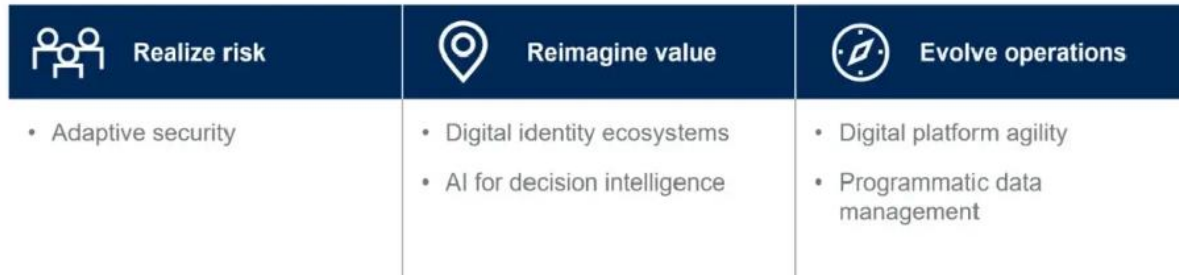 Realize risk
Reimagine value
Evolve operations
• Adaptive security
• Digital identity ecosystems
• AI for decision intelligence
• Digital platform agility
• Programmatic data
management